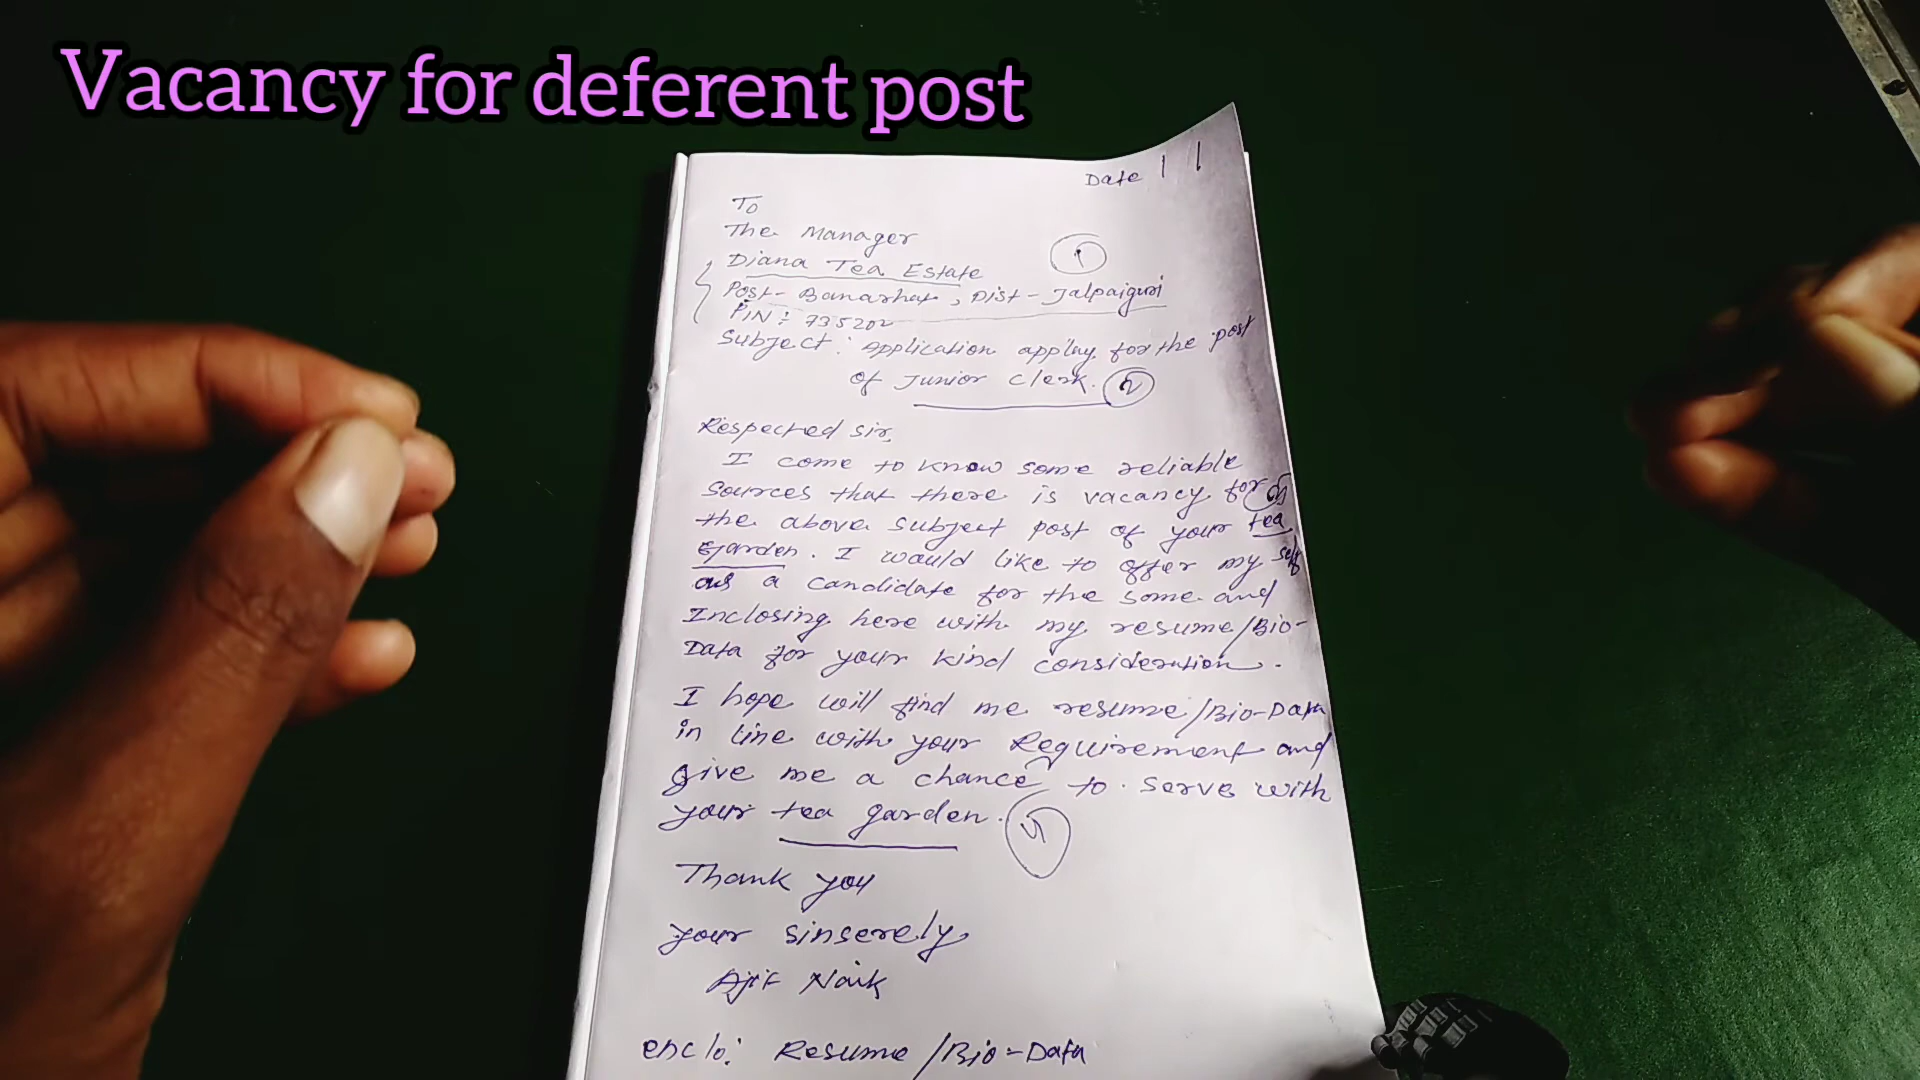 Vacancy for deferent post
Date / /
To
The Manager
Diana Tea Estate
Post- Banarhat, Dist- Jalpaiguri
PIN: 735202
Subject: Application applay for the post
of Junior Clerk.
Respected sir,
I come to know some reliable
sources that there is vacancy for
the above subject post of your tea
Garden. I would like to offer my self
as a candidate for the some and
Inclosing here with my resume/Bio-
Data for your kind consideration.
I hope will find me resume/Bio-Data
in line with your Requirement and
give me a chance to serve with
your tea garden.
Thank you
your sinserely
Ajit Naik
enclo: Resume/Bio-Data